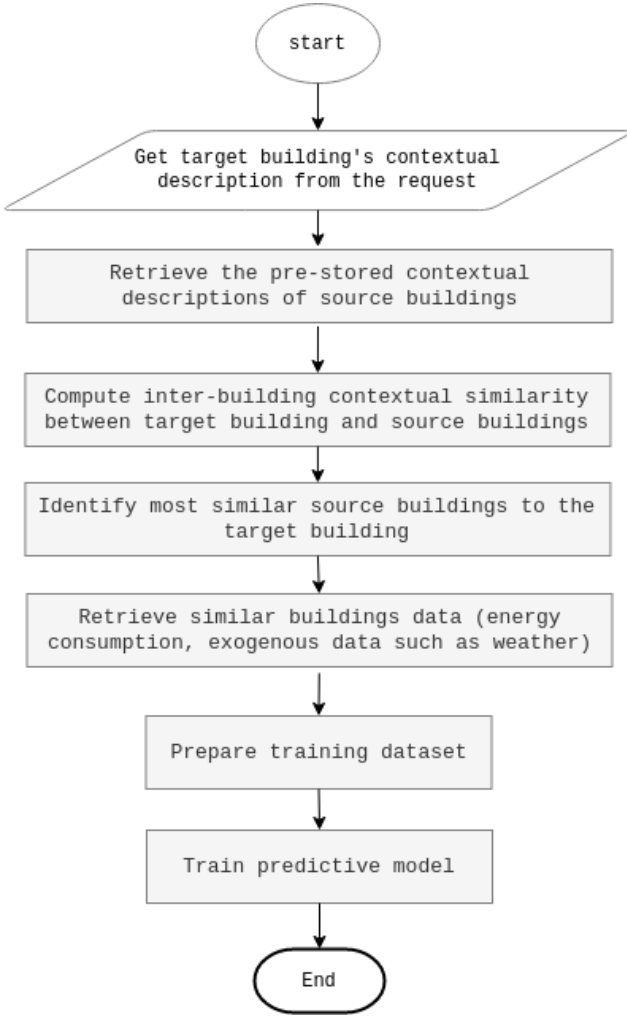 start
Get target building's contextual
description from the request
Retrieve the pre-stored contextual
descriptions of source buildings
Compute inter-building contextual similarity
between target building and source buildings
Identify most similar source buildings to the
target building
Retrieve similar buildings data (energy
consumption, exogenous data such as weather)
Prepare training dataset
Train predictive model
End